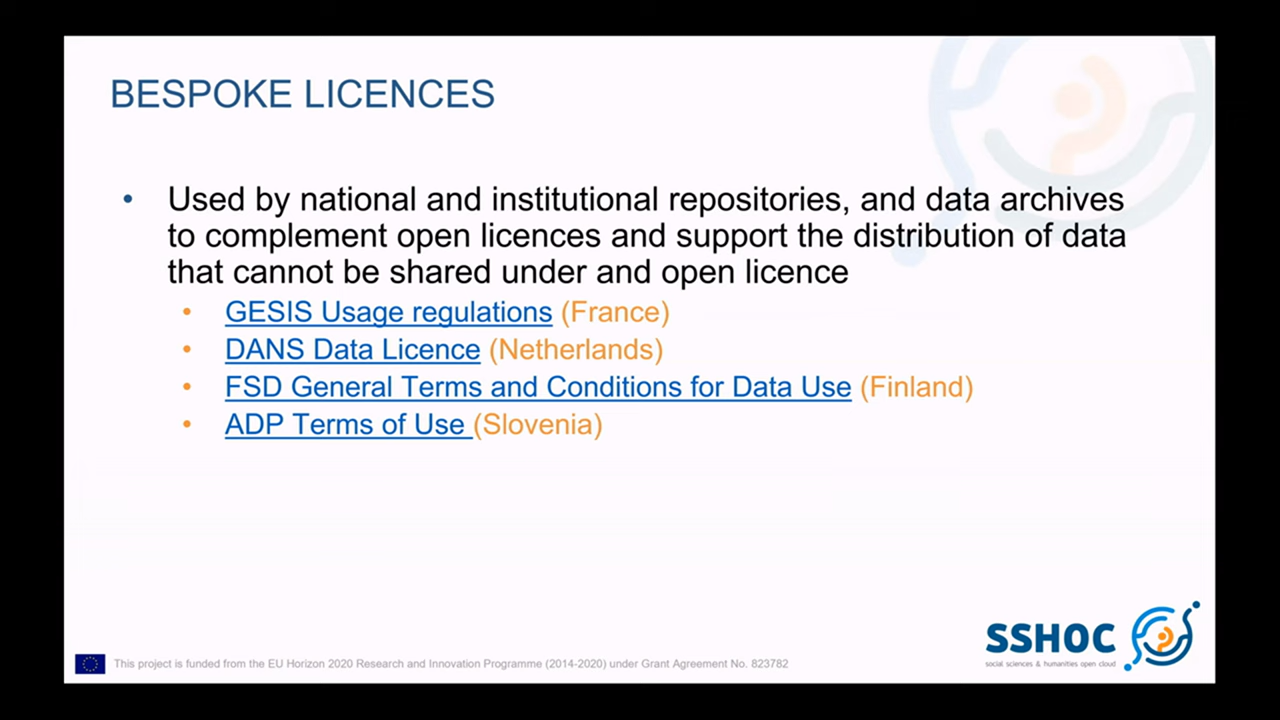 BESPOKE LICENCES
• Used by national and institutional repositories, and data archives
to complement open licences and support the distribution of data
that cannot be shared under and open licence
• GESIS Usage regulations (France)
• DANS Data Licence (Netherlands)
• FSD General Terms and Conditions for Data Use (Finland)
• ADP Terms of Use (Slovenia)
SSHOC
social sciences & humanities open cloud
This project is funded from the EU Horizon 2020 Research and Innovation Programme (2014-2020) under Grant Agreement No. 823782